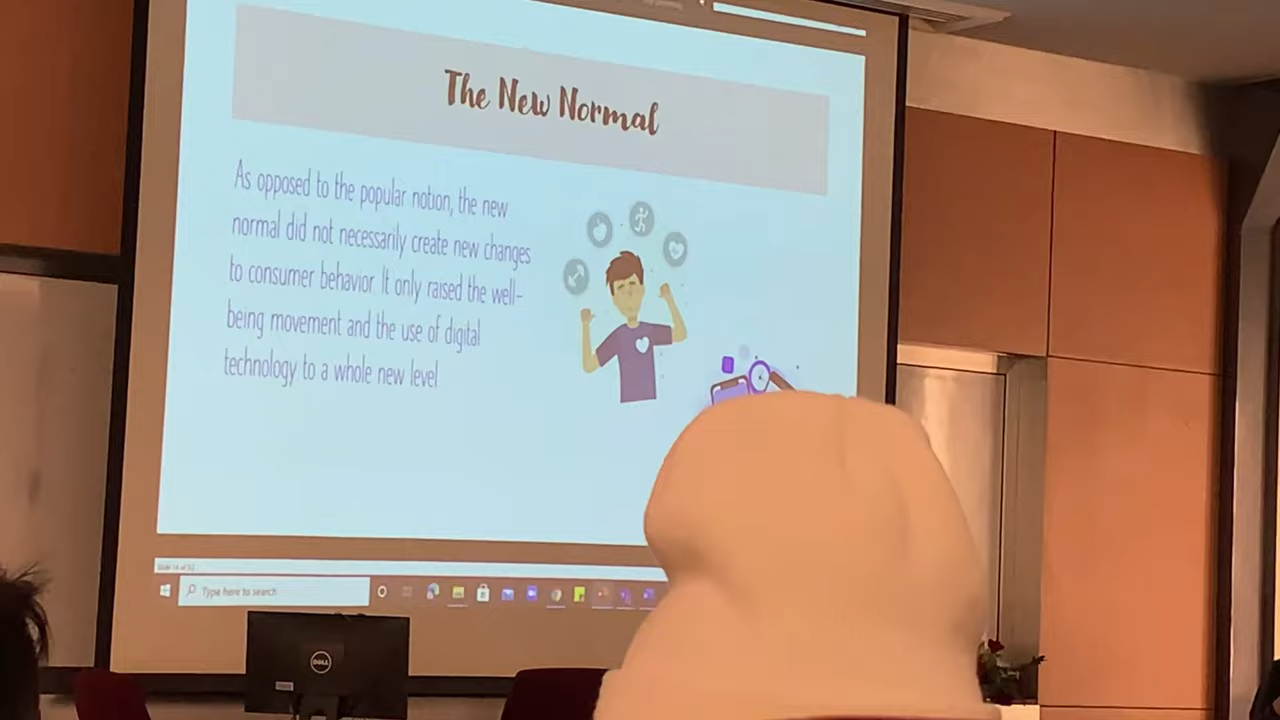 The New Normal
As opposed to the popular notion, the new
normal did not necessarily create new changes
to consumer behavior. It only raised the well-
being movement and the use of digital
technology to a whole new level
Type here to search
DELL